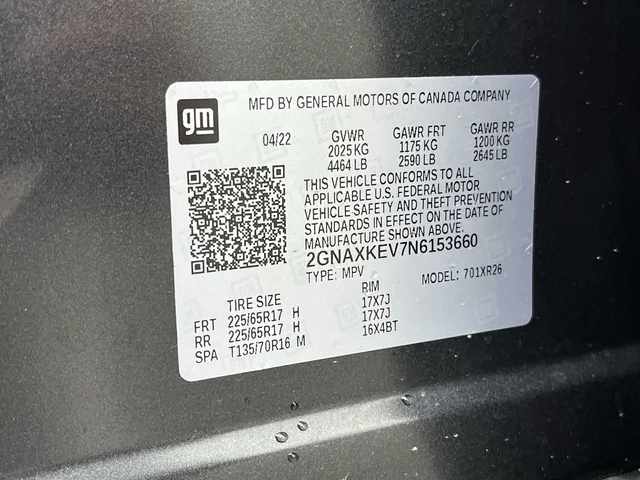 gm
MFD BY GENERAL MOTORS OF CANADA COMPANY
04/22 GVWR GAWR FRT GAWR RR
2025 KG 1175 KG 1200 KG
4464 LB 2590 LB 2645 LB
THIS VEHICLE CONFORMS TO ALL
APPLICABLE U.S. FEDERAL MOTOR
VEHICLE SAFETY AND THEFT PREVENTION
STANDARDS IN EFFECT ON THE DATE OF
MANUFACTURE SHOWN ABOVE.
2GNAXKEV7N6153660
TYPE: MPV MODEL: 701XR26
TIRE SIZE RIM
FRT 225/65R17 H 17X7J
RR 225/65R17 H 17X7J
SPA T135/70R16 M 16X4BT